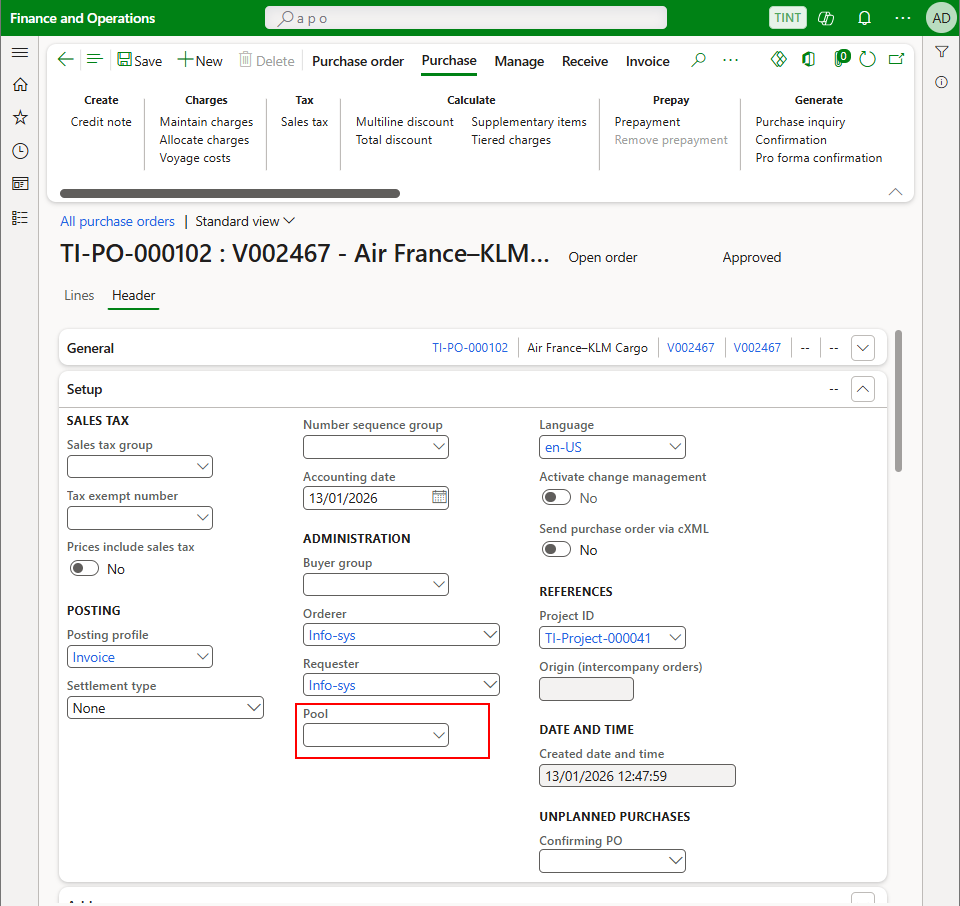 Finance and Operations
a p o
TINT
AD
Save
New
Delete
Purchase order
Purchase
Manage
Receive
Invoice
0
Create
Credit note
Charges
Maintain charges
Allocate charges
Voyage costs
Tax
Sales tax
Calculate
Multiline discount
Total discount
Supplementary items
Tiered charges
Prepay
Prepayment
Remove prepayment
Generate
Purchase inquiry
Confirmation
Pro forma confirmation
All purchase orders | Standard view
TI-PO-000102 : V002467 - Air France–KLM...
Open order
Approved
Lines
Header
General
TI-PO-000102
Air France–KLM Cargo
V002467
V002467
--
--
Setup
--
SALES TAX
Sales tax group
Tax exempt number
Prices include sales tax
No
POSTING
Posting profile
Invoice
Settlement type
None
Number sequence group
Accounting date
13/01/2026
ADMINISTRATION
Buyer group
Orderer
Info-sys
Requester
Info-sys
Pool
Language
en-US
Activate change management
No
Send purchase order via cXML
No
REFERENCES
Project ID
TI-Project-000041
Origin (intercompany orders)
DATE AND TIME
Created date and time
13/01/2026 12:47:59
UNPLANNED PURCHASES
Confirming PO